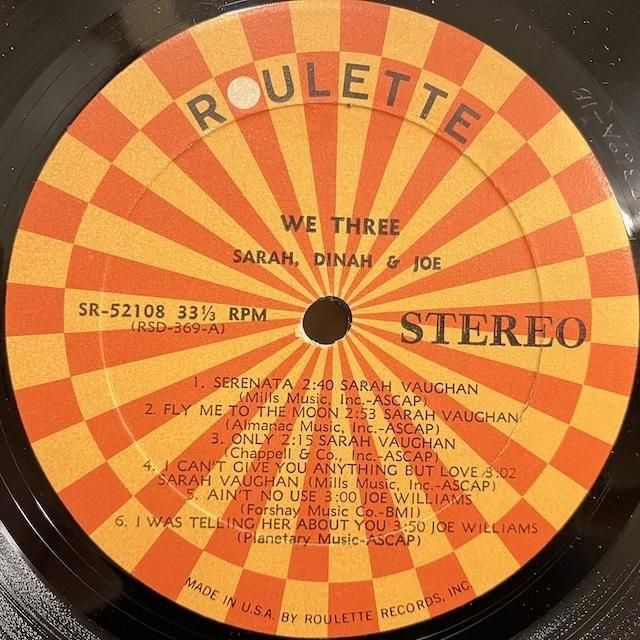 ROULETTE
WE THREE
SARAH, DINAH & JOE
SR-52108 33⅓ RPM
(RSD-369-A)
STEREO
1. SERENATA 2:40 SARAH VAUGHAN
(Mills Music, Inc.-ASCAP)
2. FLY ME TO THE MOON 2:53 SARAH VAUGHAN
(Almanac Music, Inc.-ASCAP)
3. ONLY 2:15 SARAH VAUGHAN
(Chappell & Co., Inc.-ASCAP)
4. I CAN'T GIVE YOU ANYTHING BUT LOVE 3:02
SARAH VAUGHAN (Mills Music, Inc.-ASCAP)
5. AIN'T NO USE 3:00 JOE WILLIAMS
(Forshay Music Co.-BMI)
6. I WAS TELLING HER ABOUT YOU 3:50 JOE WILLIAMS
(Planetary Music-ASCAP)
MADE IN U.S.A. BY ROULETTE RECORDS, INC.